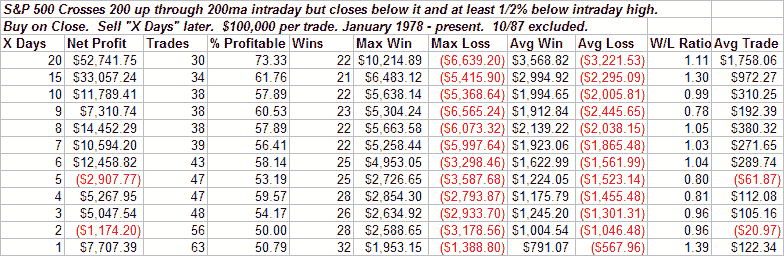 S&P 500 Crosses 200 up through 200ma intraday but closes below it and at least 1/2% below intraday high.
Buy on Close. Sell "X Days" later. $100,000 per trade. January 1978 - present. 10/87 excluded.
X Days Net Profit Trades % Profitable Wins Max Win Max Loss Avg Win Avg Loss W/L Ratio Avg Trade
20 $52,741.75 30 73.33 22 $10,214.89 ($6,639.20) $3,568.82 ($3,221.53) 1.11 $1,758.06
15 $33,057.24 34 61.76 21 $6,483.12 ($5,415.90) $2,994.92 ($2,295.09) 1.30 $972.27
10 $11,789.41 38 57.89 22 $5,638.14 ($5,368.64) $1,994.65 ($2,005.81) 0.99 $310.25
9 $7,310.74 38 60.53 23 $5,304.24 ($6,565.24) $1,912.84 ($2,445.65) 0.78 $192.39
8 $14,452.29 38 57.89 22 $5,663.58 ($6,073.32) $2,139.22 ($2,038.15) 1.05 $380.32
7 $10,594.20 39 56.41 22 $5,258.44 ($5,997.64) $1,923.06 ($1,865.48) 1.03 $271.65
6 $12,458.82 43 58.14 25 $4,953.05 ($3,298.46) $1,622.99 ($1,561.99) 1.04 $289.74
5 ($2,907.77) 47 53.19 25 $2,726.65 ($3,587.68) $1,224.05 ($1,523.14) 0.80 ($61.87)
4 $5,267.95 47 59.57 28 $2,854.30 ($2,793.87) $1,175.79 ($1,455.48) 0.81 $112.08
3 $5,047.54 48 54.17 26 $2,634.92 ($2,933.70) $1,245.20 ($1,301.31) 0.96 $105.16
2 ($1,174.20) 56 50.00 28 $2,588.65 ($3,178.56) $1,004.54 ($1,046.48) 0.96 ($20.97)
1 $7,707.39 63 50.79 32 $1,953.15 ($1,388.80) $791.07 ($567.96) 1.39 $122.34